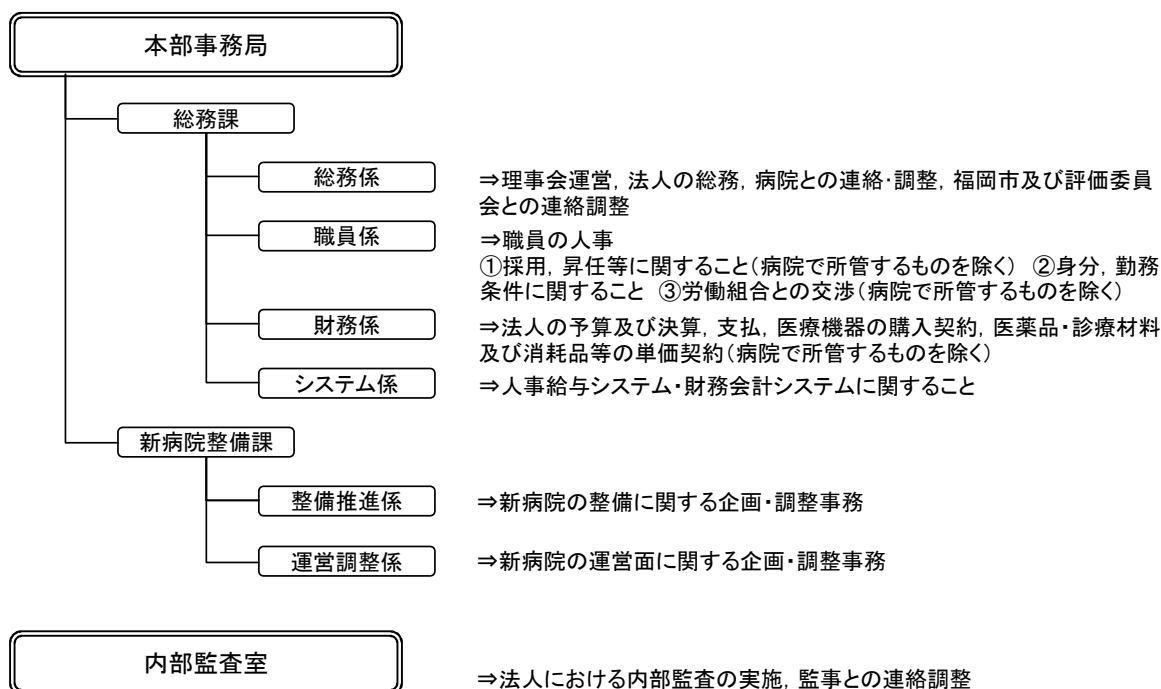 本部事務局
総務課
総務係
⇒理事会運営，法人の総務，病院との連絡・調整，福岡市及び評価委員
会との連絡調整
職員係
⇒職員の人事
①採用，昇任等に関すること（病院で所管するものを除く） ②身分，勤務
条件に関すること ③労働組合との交渉（病院で所管するものを除く）
財務係
⇒法人の予算及び決算，支払，医療機器の購入契約，医薬品・診療材料
及び消耗品等の単価契約（病院で所管するものを除く）
システム係
⇒人事給与システム・財務会計システムに関すること
新病院整備課
整備推進係
⇒新病院の整備に関する企画・調整事務
運営調整係
⇒新病院の運営面に関する企画・調整事務
内部監査室
⇒法人における内部監査の実施，監事との連絡調整